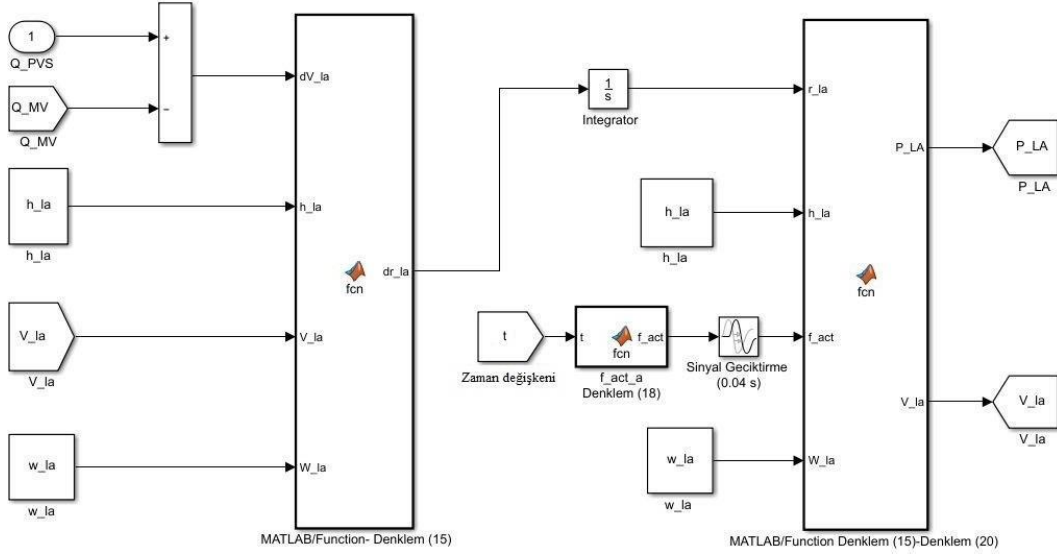 1
Q_PVS
Q_MV
Q_MV
+
−
h_la
h_la
V_la
V_la
w_la
w_la
dV_la
h_la
V_la
W_la
fcn
dr_la
MATLAB/Function- Denklem (15)
1
s
Integrator
h_la
h_la
t
Zaman değişkeni
t
fcn
f_act
f_act_a
Denklem (18)
Sinyal Geciktirme
(0.04 s)
w_la
w_la
r_la
h_la
f_act
W_la
fcn
P_LA
V_la
MATLAB/Function Denklem (15)-Denklem (20)
P_LA
P_LA
V_la
V_la